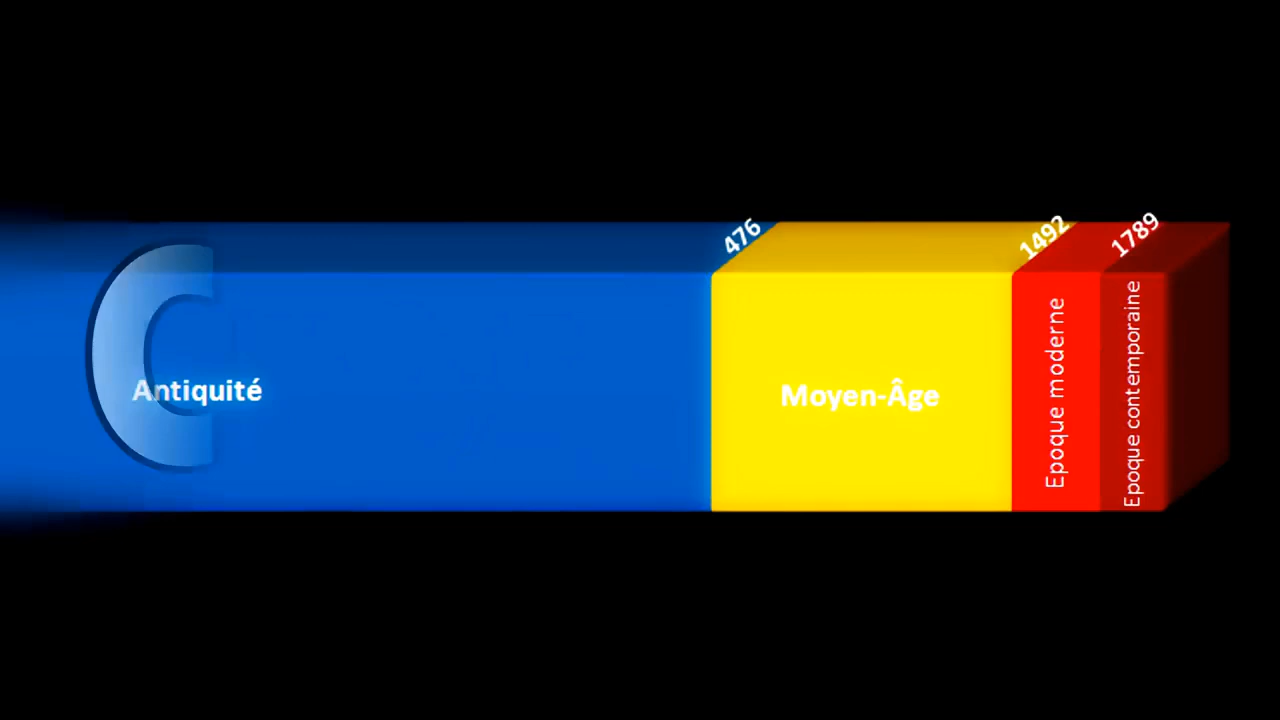 476
1492
1789
C
Antiquité
Moyen-Âge
Epoque moderne
Epoque contemporaine